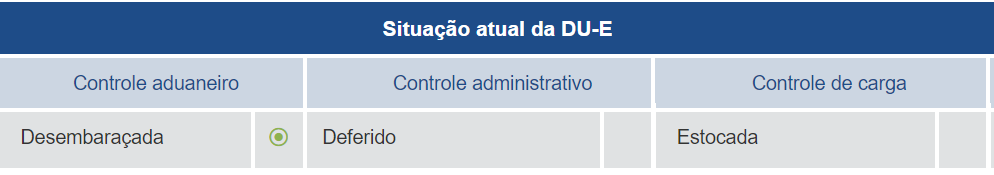 Situação atual da DU-E
Controle aduaneiro Controle administrativo Controle de carga
Desembaraçada Deferido Estocada